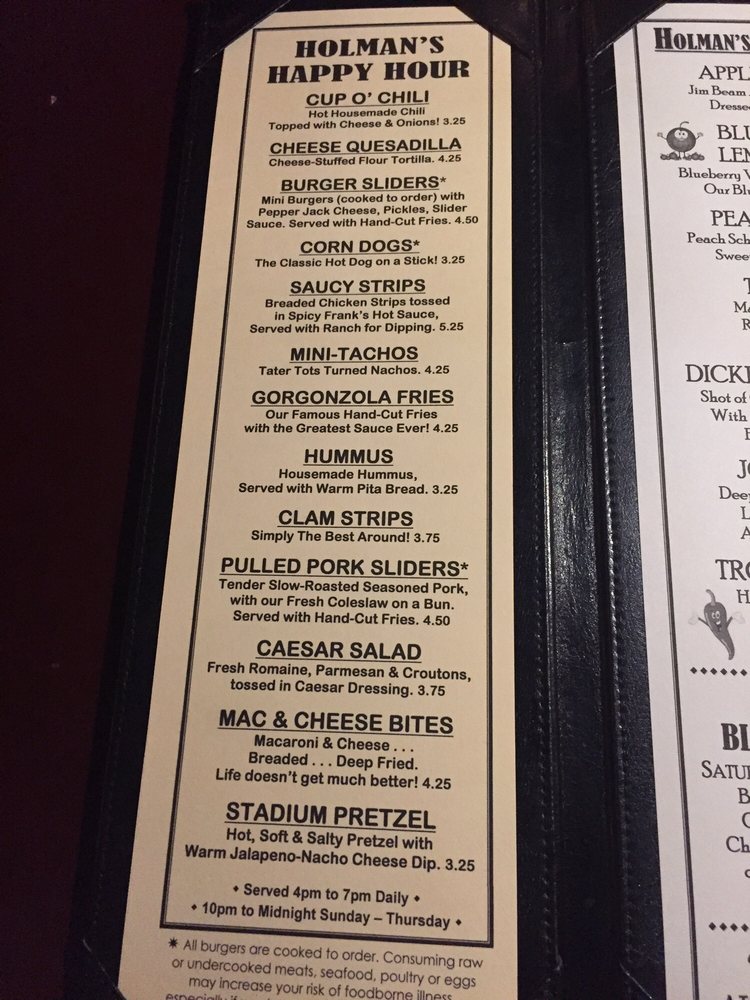 HOLMAN'S
HAPPY HOUR
CUP O' CHILI
Hot Housemade Chili
Topped with Cheese & Onions! 3.25
CHEESE QUESADILLA
Cheese-Stuffed Flour Tortilla. 4.25
BURGER SLIDERS*
Mini Burgers (cooked to order) with
Pepper Jack Cheese, Pickles, Slider
Sauce. Served with Hand-Cut Fries. 4.50
CORN DOGS*
The Classic Hot Dog on a Stick! 3.25
SAUCY STRIPS
Breaded Chicken Strips tossed
in Spicy Frank's Hot Sauce,
Served with Ranch for Dipping. 5.25
MINI-TACHOS
Tater Tots Turned Nachos. 4.25
GORGONZOLA FRIES
Our Famous Hand-Cut Fries
with the Greatest Sauce Ever! 4.25
HUMMUS
Housemade Hummus,
Served with Warm Pita Bread. 3.25
CLAM STRIPS
Simply The Best Around! 3.75
PULLED PORK SLIDERS*
Tender Slow-Roasted Seasoned Pork,
with our Fresh Coleslaw on a Bun.
Served with Hand-Cut Fries. 4.50
CAESAR SALAD
Fresh Romaine, Parmesan & Croutons,
tossed in Caesar Dressing. 3.75
MAC & CHEESE BITES
Macaroni & Cheese . . .
Breaded . . . Deep Fried.
Life doesn't get much better! 4.25
STADIUM PRETZEL
Hot, Soft & Salty Pretzel with
Warm Jalapeno-Nacho Cheese Dip. 3.25
• Served 4pm to 7pm Daily •
• 10pm to Midnight Sunday – Thursday •
* All burgers are cooked to order. Consuming raw
or undercooked meats, seafood, poultry or eggs
may increase your risk of foodborne illness
especially if
HOLMAN'S
Jim Beam
Blueberry
Our
Peach
Shot of
With